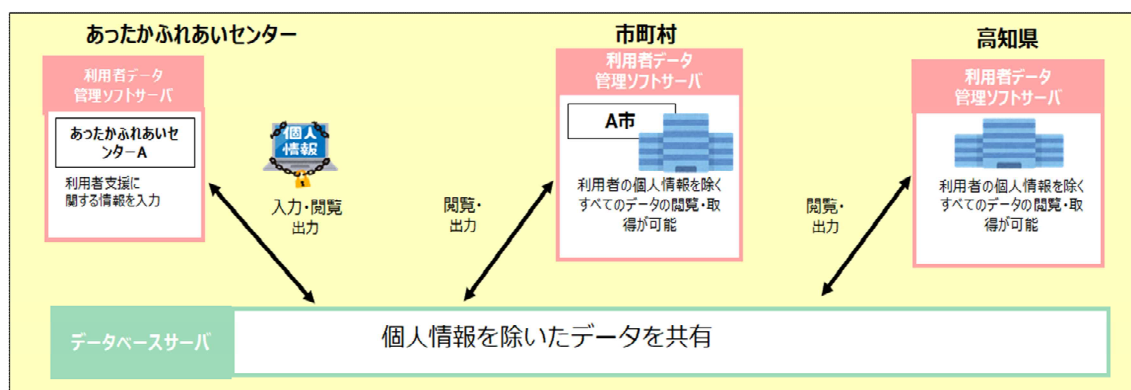 あったかふれあいセンター
利用者データ
管理ソフトサーバ
あったかふれあいセ
ンターA
利用者支援に
関する情報を入力
個人
情報
入力・閲覧
出力
市町村
利用者データ
管理ソフトサーバ
A市
利用者の個人情報を除く
すべてのデータの閲覧・取
得が可能
閲覧・
出力
高知県
利用者データ
管理ソフトサーバ
利用者の個人情報を除く
すべてのデータの閲覧・取
得が可能
閲覧・
出力
データベースサーバ
個人情報を除いたデータを共有